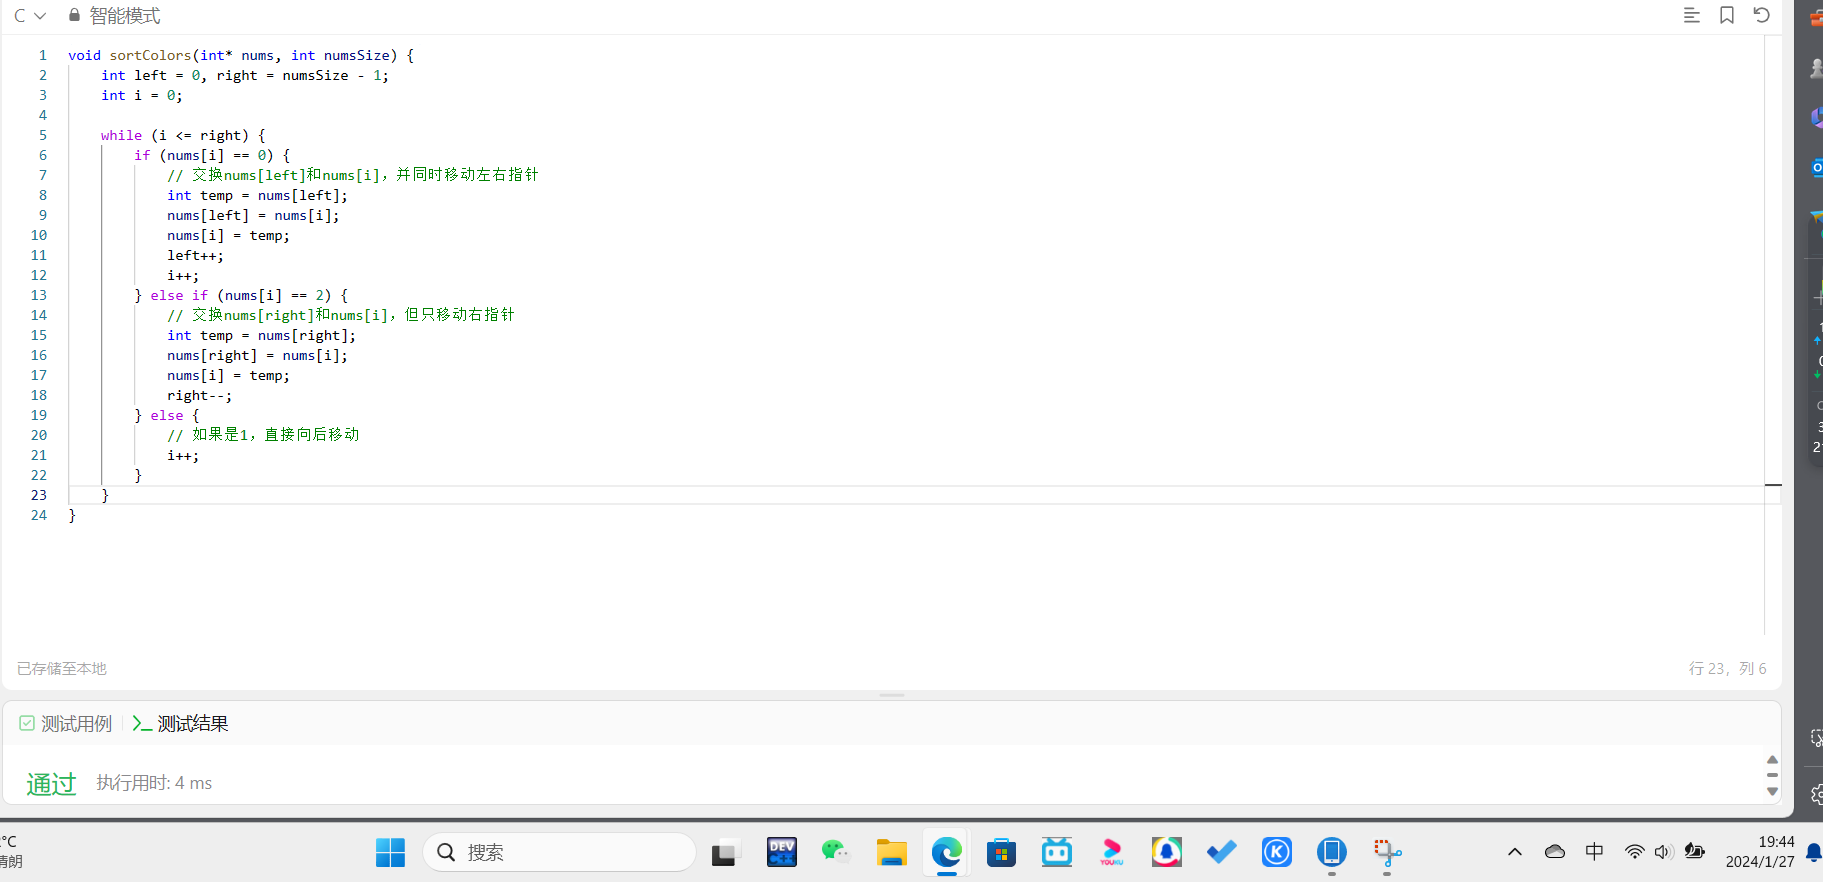 C 智能模式
1 void sortColors(int* nums, int numsSize) {
2 int left = 0, right = numsSize - 1;
3 int i = 0;
4
5 while (i <= right) {
6 if (nums[i] == 0) {
7 // 交换nums[left]和nums[i]，并同时移动左右指针
8 int temp = nums[left];
9 nums[left] = nums[i];
10 nums[i] = temp;
11 left++;
12 i++;
13 } else if (nums[i] == 2) {
14 // 交换nums[right]和nums[i]，但只移动右指针
15 int temp = nums[right];
16 nums[right] = nums[i];
17 nums[i] = temp;
18 right--;
19 } else {
20 // 如果是1，直接向后移动
21 i++;
22 }
23 }
24 }
已存储至本地 行 23，列 6
测试用例 测试结果
通过 执行用时: 4 ms
°C
晴朗
搜索
DEV
C++
YOUKU
K
中
19:44
2024/1/27